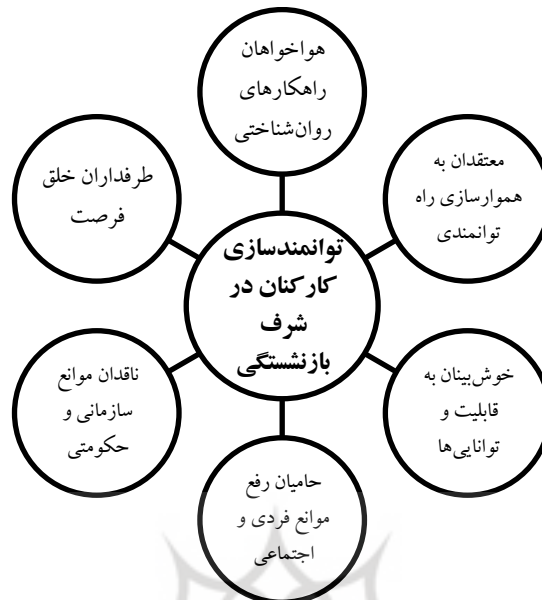 هواخواهان
راهکارهای
روان‌شناختی
معتقدان به
هموارسازی راه
توانمندی
طرفداران خلق
فرصت
توانمندسازی
کارکنان در
شرف
بازنشستگی
خوش‌بینان به
قابلیت و
توانایی‌ها
ناقدان موانع
سازمانی و
حکومتی
حامیان رفع
موانع فردی و
اجتماعی